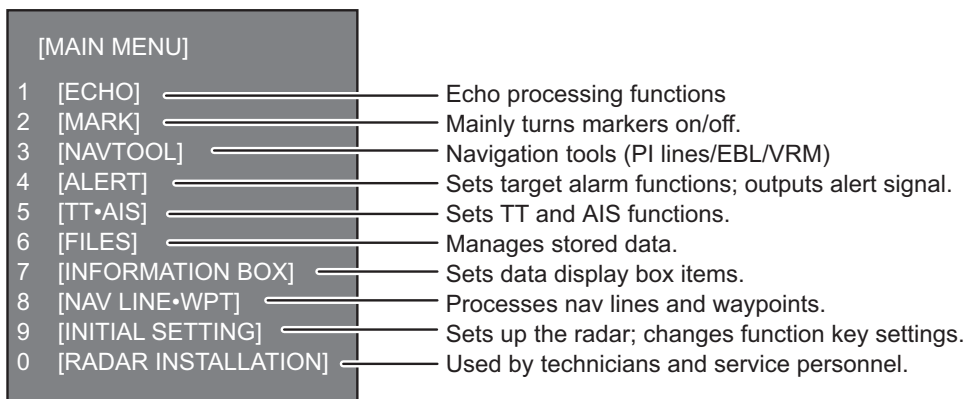 [MAIN MENU]
1 [ECHO] Echo processing functions
2 [MARK] Mainly turns markers on/off.
3 [NAVTOOL] Navigation tools (PI lines/EBL/VRM)
4 [ALERT] Sets target alarm functions; outputs alert signal.
5 [TT•AIS] Sets TT and AIS functions.
6 [FILES] Manages stored data.
7 [INFORMATION BOX] Sets data display box items.
8 [NAV LINE•WPT] Processes nav lines and waypoints.
9 [INITIAL SETTING] Sets up the radar; changes function key settings.
0 [RADAR INSTALLATION] Used by technicians and service personnel.